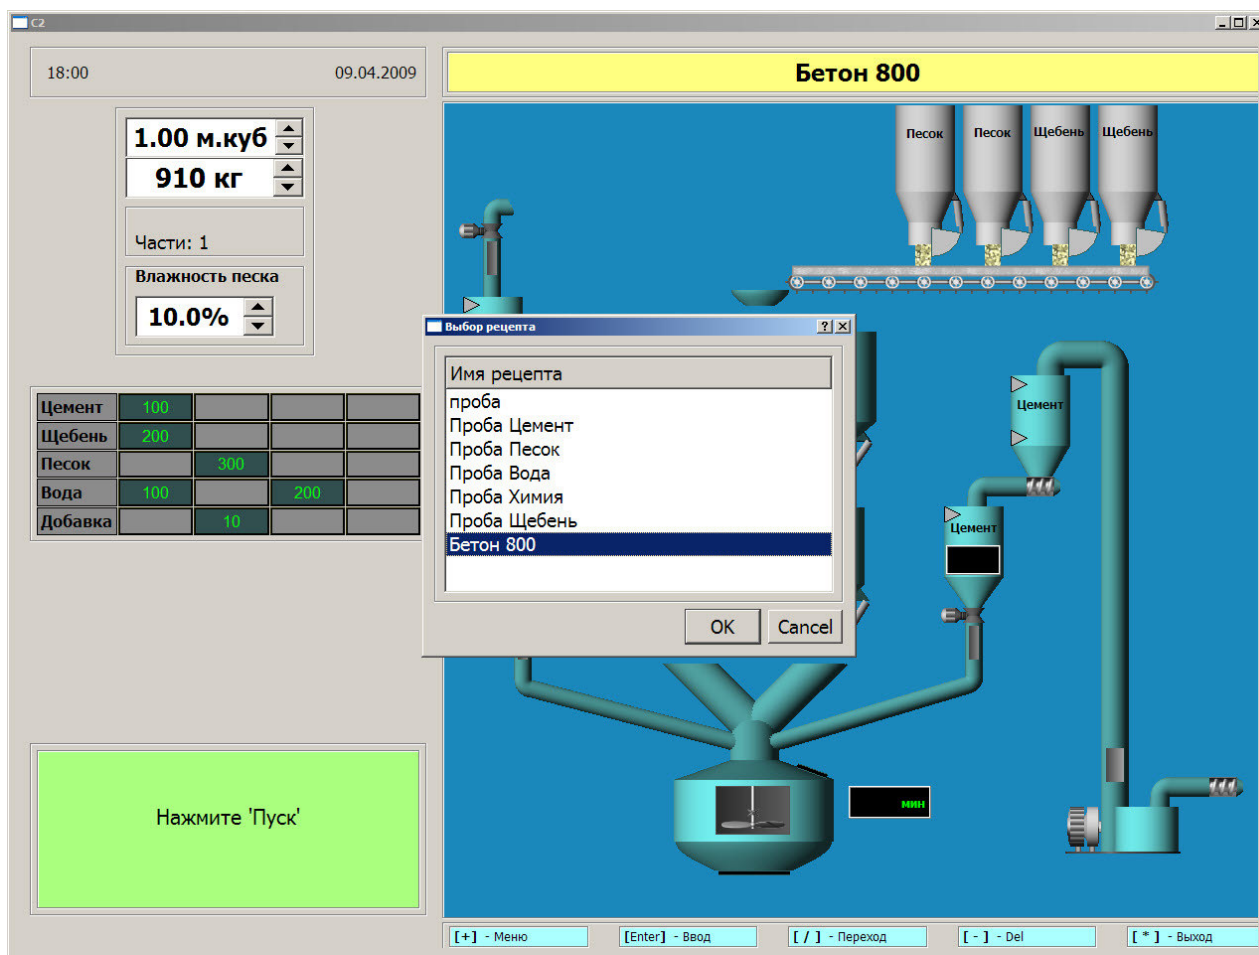 C2
18:00 09.04.2009
Бетон 800
1.00 м.куб
910 кг
Части: 1
Влажность песка
10.0%
Цемент 100
Щебень 200
Песок 300
Вода 100 200
Добавка 10
Нажмите 'Пуск'
Песок Песок Щебень Щебень
Выбор рецепта
Имя рецепта
проба
Проба Цемент
Проба Песок
Проба Вода
Проба Химия
Проба Щебень
Бетон 800
OK Cancel
Цемент
Цемент
мин
[+] - Меню [Enter] - Ввод [ / ] - Переход [ - ] - Del [ * ] - Выход